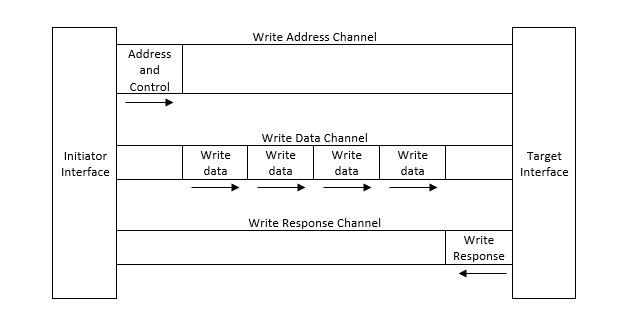 Write Address Channel
Address
and
Control
Write Data Channel
Initiator
Interface
Write
data
Write
data
Write
data
Write
data
Target
Interface
Write Response Channel
Write
Response